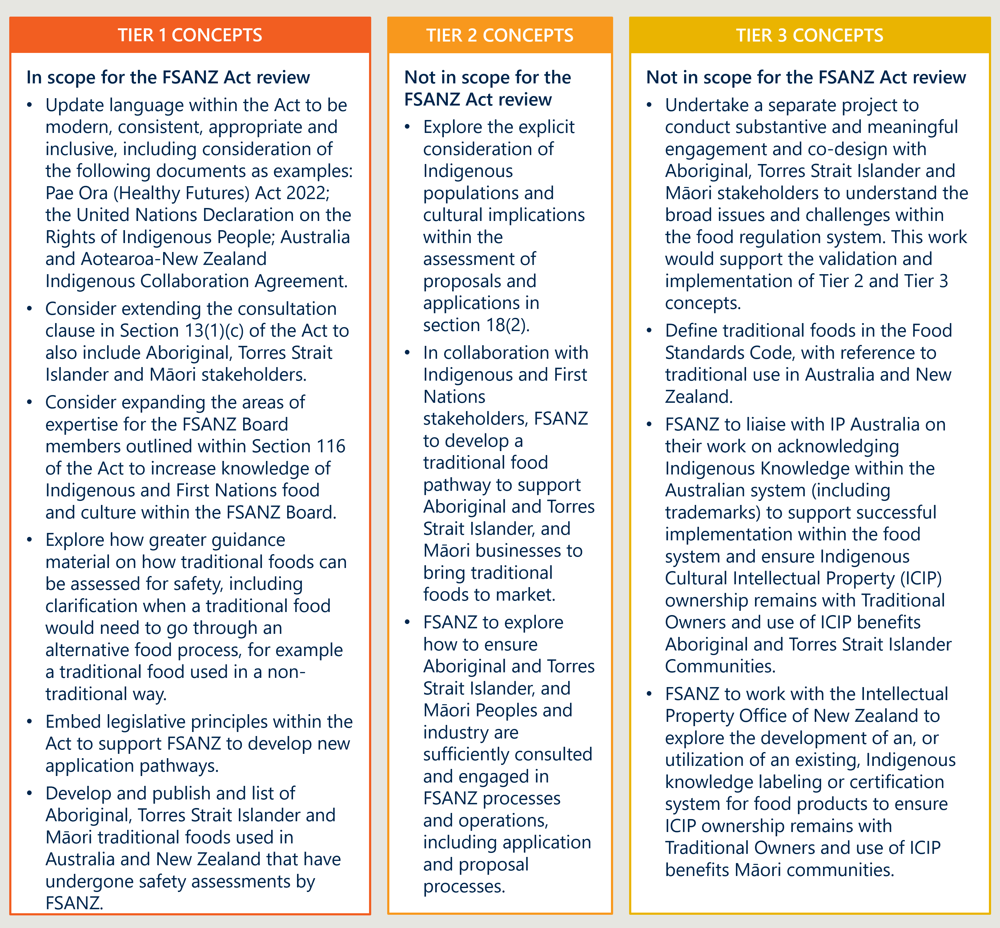 TIER 1 CONCEPTS
In scope for the FSANZ Act review
• Update language within the Act to be
modern, consistent, appropriate and
inclusive, including consideration of
the following documents as examples:
Pae Ora (Healthy Futures) Act 2022;
the United Nations Declaration on the
Rights of Indigenous People; Australia
and Aotearoa-New Zealand
Indigenous Collaboration Agreement.
• Consider extending the consultation
clause in Section 13(1)(c) of the Act to
also include Aboriginal, Torres Strait
Islander and Māori stakeholders.
• Consider expanding the areas of
expertise for the FSANZ Board
members outlined within Section 116
of the Act to increase knowledge of
Indigenous and First Nations food
and culture within the FSANZ Board.
• Explore how greater guidance
material on how traditional foods can
be assessed for safety, including
clarification when a traditional food
would need to go through an
alternative food process, for example
a traditional food used in a non-
traditional way.
• Embed legislative principles within the
Act to support FSANZ to develop new
application pathways.
• Develop and publish and list of
Aboriginal, Torres Strait Islander and
Māori traditional foods used in
Australia and New Zealand that have
undergone safety assessments by
FSANZ.
TIER 2 CONCEPTS
Not in scope for the
FSANZ Act review
• Explore the explicit
consideration of
Indigenous
populations and
cultural implications
within the
assessment of
proposals and
applications in
section 18(2).
• In collaboration with
Indigenous and First
Nations
stakeholders, FSANZ
to develop a
traditional food
pathway to support
Aboriginal and Torres
Strait Islander, and
Māori businesses to
bring traditional
foods to market.
• FSANZ to explore
how to ensure
Aboriginal and Torres
Strait Islander, and
Māori Peoples and
industry are
sufficiently consulted
and engaged in
FSANZ processes
and operations,
including application
and proposal
processes.
TIER 3 CONCEPTS
Not in scope for the FSANZ Act review
• Undertake a separate project to
conduct substantive and meaningful
engagement and co-design with
Aboriginal, Torres Strait Islander and
Māori stakeholders to understand the
broad issues and challenges within
the food regulation system. This work
would support the validation and
implementation of Tier 2 and Tier 3
concepts.
• Define traditional foods in the Food
Standards Code, with reference to
traditional use in Australia and New
Zealand.
• FSANZ to liaise with IP Australia on
their work on acknowledging
Indigenous Knowledge within the
Australian system (including
trademarks) to support successful
implementation within the food
system and ensure Indigenous
Cultural Intellectual Property (ICIP)
ownership remains with Traditional
Owners and use of ICIP benefits
Aboriginal and Torres Strait Islander
Communities.
• FSANZ to work with the Intellectual
Property Office of New Zealand to
explore the development of an, or
utilization of an existing, Indigenous
knowledge labeling or certification
system for food products to ensure
ICIP ownership remains with
Traditional Owners and use of ICIP
benefits Māori communities.